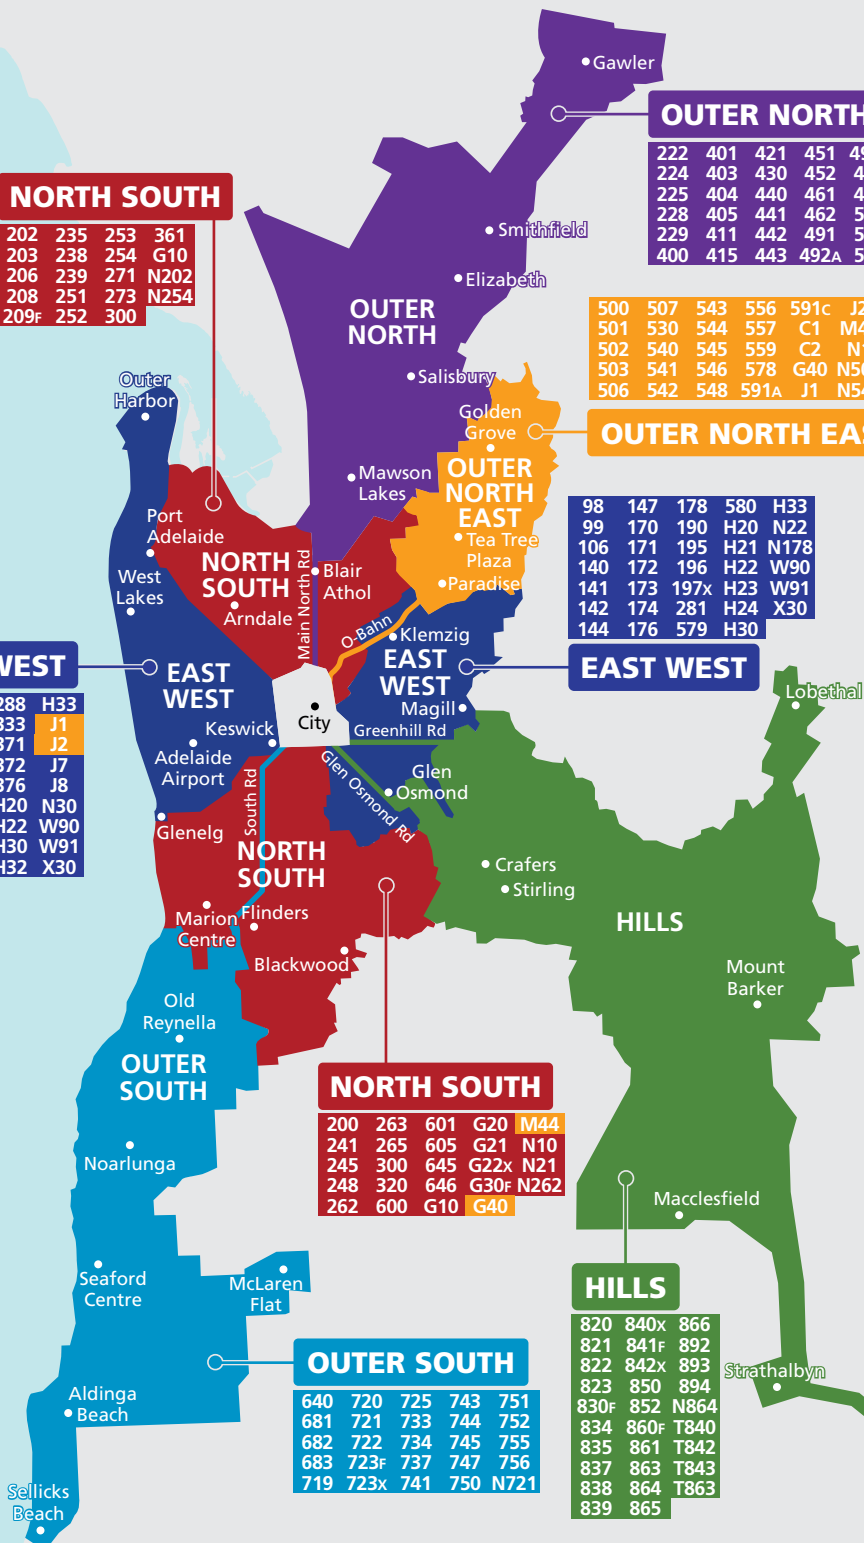 Gawler
OUTER NORTH
222 401 421 451
224 403 430 452
225 404 440 461
228 405 441 462
229 411 442 491
400 415 443 492A
NORTH SOUTH
202 235 253 361
203 238 254 G10
206 239 271 N202
208 251 273 N254
209F 252 300
Smithfield
Elizabeth
OUTER
NORTH
Salisbury
500 507 543 556 591C
501 530 544 557 C1
502 540 545 559 C2
503 541 546 578 G40
506 542 548 591A J1
OUTER NORTH EAS
Outer
Harbor
Golden
Grove
OUTER
NORTH
EAST
Mawson
Lakes
Tea Tree
Plaza
Paradise
98 147 178 580 H33
99 170 190 H20 N22
106 171 195 H21 N178
140 172 196 H22 W90
141 173 197X H23 W91
142 174 281 H24 X30
144 176 579 H30
EAST WEST
Port
Adelaide
NORTH
SOUTH
Main North Rd
Blair
Athol
West
Lakes
Arndale
O-Bahn
Klemzig
EAST
WEST
Magill
Greenhill Rd
WEST
288 H33
333 J1
371 J2
372 J7
376 J8
H20 N30
H22 W90
H30 W91
H32 X30
EAST
WEST
City
Keswick
Adelaide
Airport
Glen
Osmond
Glen Osmond Rd
South Rd
Glenelg
NORTH
SOUTH
Lobethal
Crafers
Stirling
HILLS
Marion
Centre
Flinders
Blackwood
Mount
Barker
Old
Reynella
OUTER
SOUTH
NORTH SOUTH
200 263 601 G20 M44
241 265 605 G21 N10
245 300 645 G22X N21
248 320 646 G30F N262
262 600 G10 G40
Noarlunga
Macclesfield
Seaford
Centre
McLaren
Flat
HILLS
820 840X 866
821 841F 892
822 842X 893
823 850 894
830F 852 N864
834 860F T840
835 861 T842
837 863 T843
838 864 T863
839 865
Strathalbyn
OUTER SOUTH
640 720 725 743 751
681 721 733 744 752
682 722 734 745 755
683 723F 737 747 756
719 723X 741 750 N721
Aldinga
Beach
Sellicks
Beach